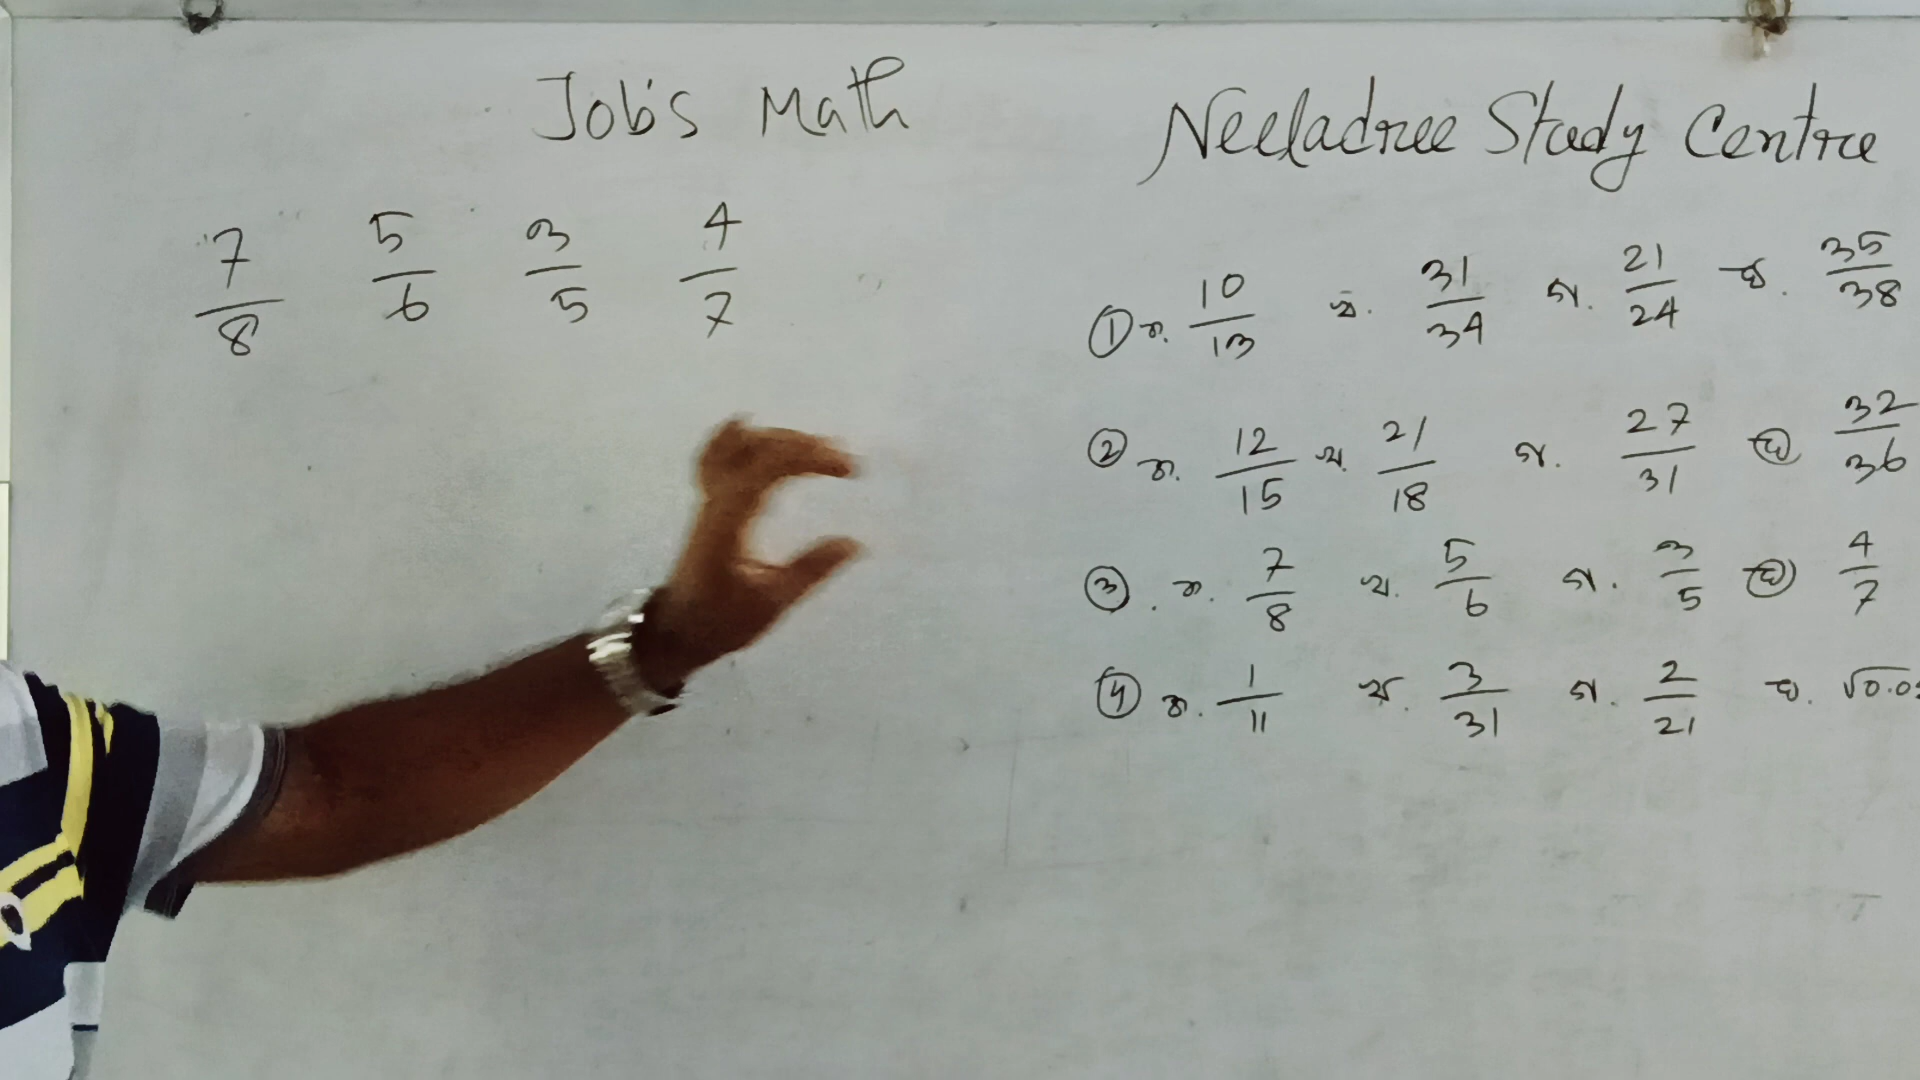 Job's Math
7/8 5/6 3/5 4/7
Neeladree Study Centre
① ক. 10/13 খ. 31/34 গ. 21/24 ঘ. 35/38
② ক. 12/15 খ. 21/18 গ. 27/31 ঘ 32/36
③. ক. 7/8 খ. 5/6 গ. 3/5 ঘ 4/7
④ ক. 1/11 খ. 3/31 গ. 2/21 ঘ. √0.0